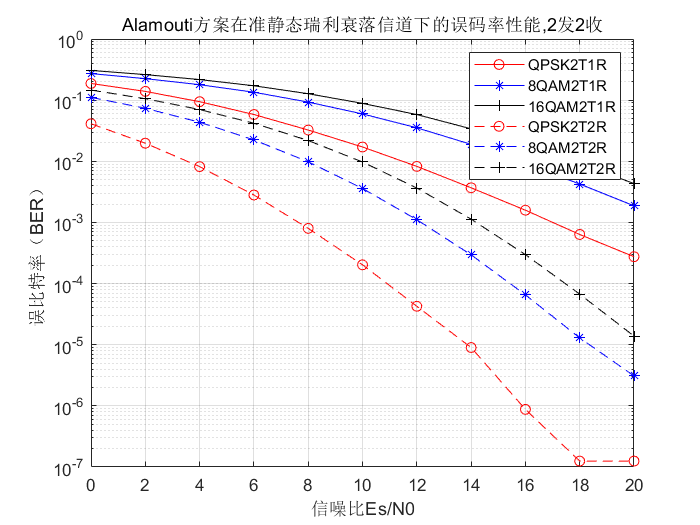 Alamouti方案在准静态瑞利衰落信道下的误码率性能,2发2收
10^0
10^-1
10^-2
10^-3
10^-4
10^-5
10^-6
10^-7
误比特率（BER）
QPSK2T1R
8QAM2T1R
16QAM2T1R
QPSK2T2R
8QAM2T2R
16QAM2T2R
0 2 4 6 8 10 12 14 16 18 20
信噪比Es/N0